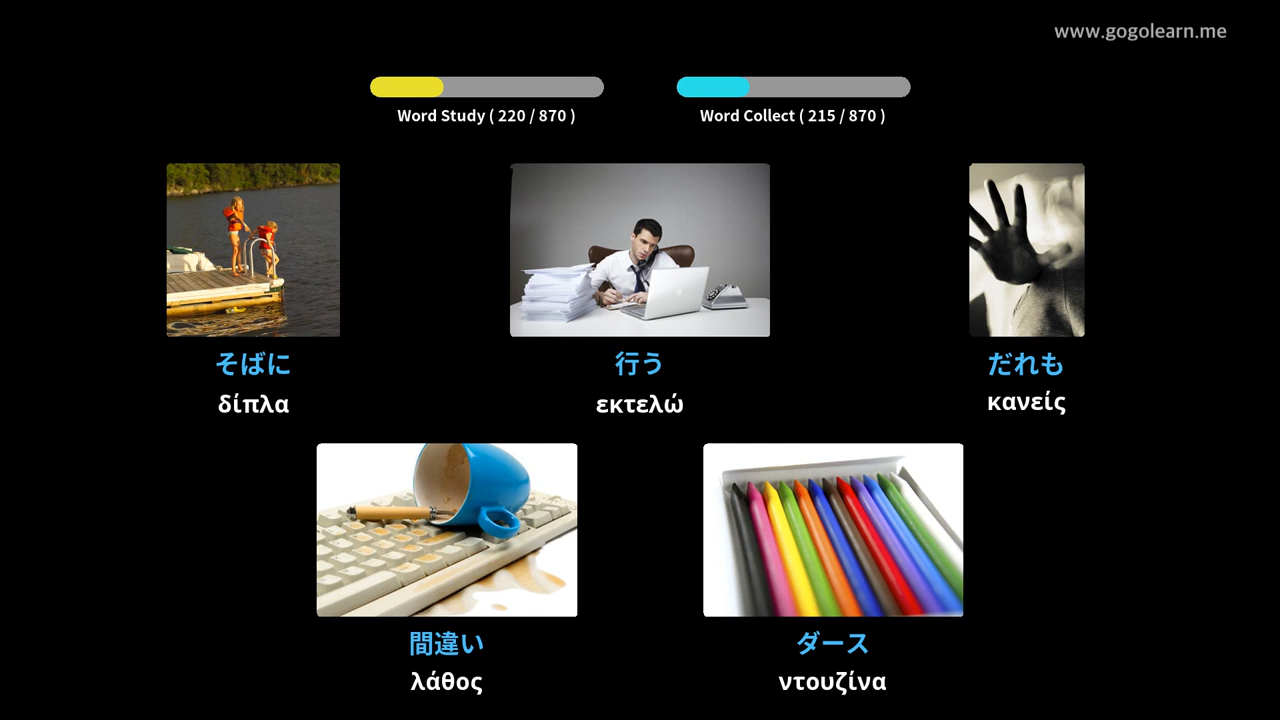 www.gogolearn.me
Word Study ( 220 / 870 )
Word Collect ( 215 / 870 )
そばに
δίπλα
行う
εκτελώ
だれも
κανείς
間違い
λάθος
ダース
ντουζίνα